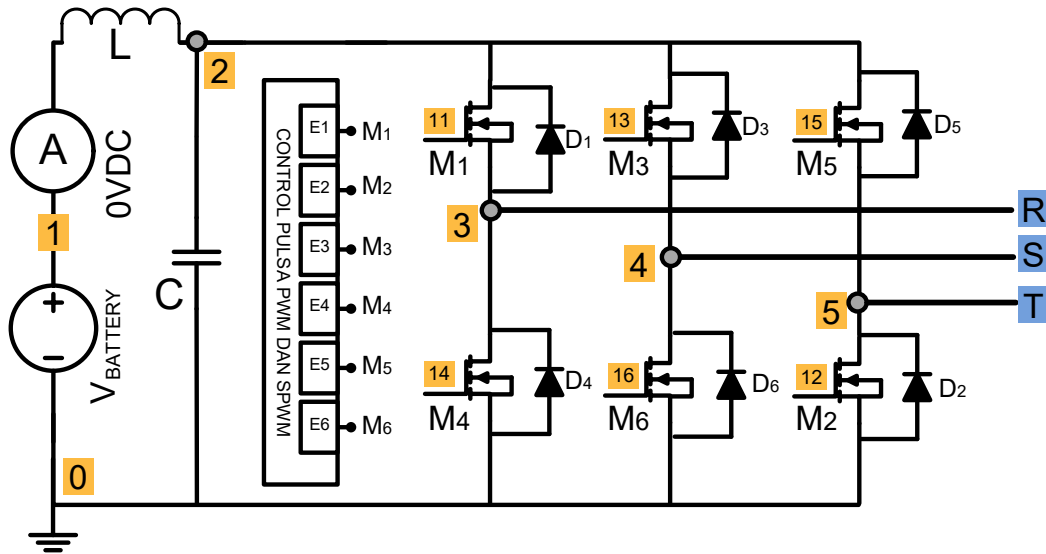 L
2
A
0VDC
1
+
−
V BATTERY
0
C
CONTROL PULSA PWM DAN SPWM
E1
M1
E2
M2
E3
M3
E4
M4
E5
M5
E6
M6
11
M1
D1
13
M3
D3
15
M5
D5
3
R
4
S
5
T
14
M4
D4
16
M6
D6
12
M2
D2